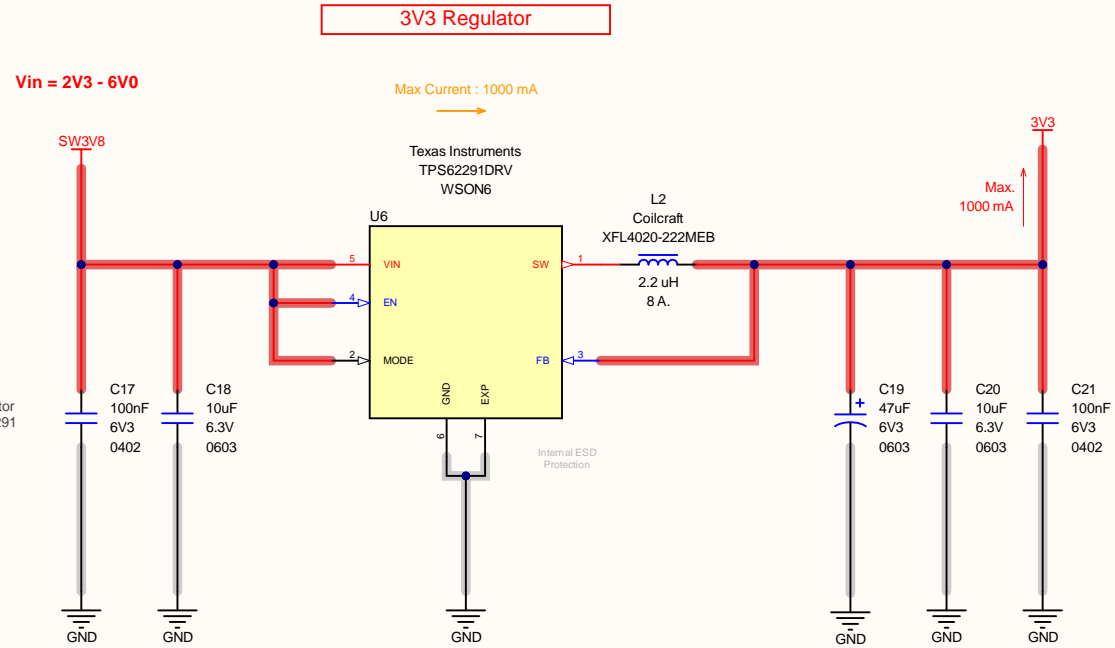 3V3 Regulator
Vin = 2V3 - 6V0
Max Current : 1000 mA
SW3V8
Texas Instruments
TPS62291DRV
WSON6
U6
5
VIN
4
EN
2
MODE
SW
1
FB
3
GND
EXP
6
7
L2
Coilcraft
XFL4020-222MEB
2.2 uH
8 A.
3V3
Max.
1000 mA
tor
291
C17
100nF
6V3
0402
C18
10uF
6.3V
0603
Internal ESD
Protection
C19
+
47uF
6V3
0603
C20
10uF
6.3V
0603
C21
100nF
6V3
0402
GND
GND
GND
GND
GND
GND